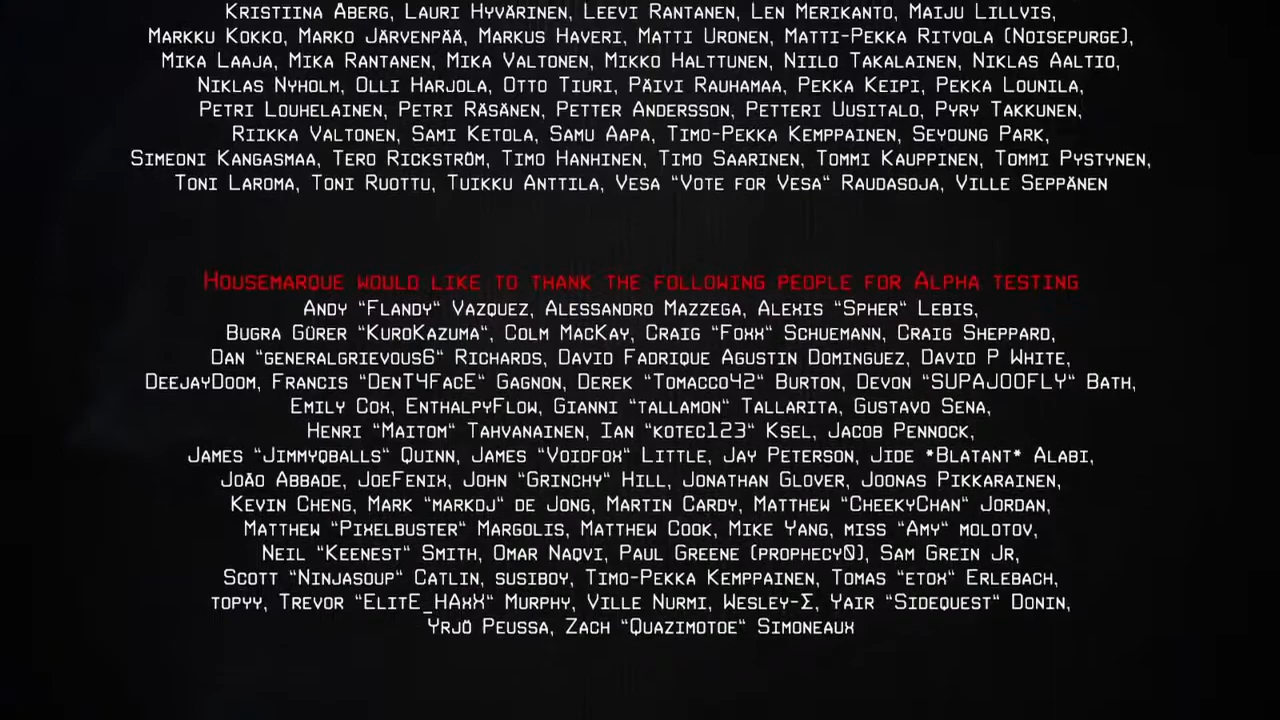 Kristiina Aberg, Lauri Hyvärinen, Leevi Rantanen, Len Merikanto, Maiju Lillvis,
Markku Kokko, Marko Järvenpää, Markus Haveri, Matti Uronen, Matti-Pekka Ritvola (Noisepurge),
Mika Laaja, Mika Rantanen, Mika Valtonen, Mikko Halttunen, Niilo Takalainen, Niklas Aaltio,
Niklas Nyholm, Olli Harjola, Otto Tiuri, Päivi Rauhamaa, Pekka Keipi, Pekka Lounila,
Petri Louhelainen, Petri Räsänen, Petter Andersson, Petteri Uusitalo, Pyry Takkunen,
Riikka Valtonen, Sami Ketola, Samu Aapa, Timo-Pekka Kemppainen, Seyoung Park,
Simeoni Kangasmaa, Tero Rickström, Timo Hanhinen, Timo Saarinen, Tommi Kauppinen, Tommi Pystynen,
Toni Laroma, Toni Ruottu, Tuikku Anttila, Vesa "Vote for Vesa" Raudasoja, Ville Seppänen
Housemarque would like to thank the following people for Alpha testing
Andy "Flandy" Vazquez, Alessandro Mazzega, Alexis "Spher" Lebis,
Bugra Gürer "KuroKazuma", Colm MacKay, Craig "Foxx" Schuemann, Craig Sheppard,
Dan "generalgrievous6" Richards, David Fadrique Agustin Dominguez, David P White,
DeejayDoom, Francis "DenT4FacE" Gagnon, Derek "Tomacco42" Burton, Devon "SUPAJOOFLY" Bath,
Emily Cox, EnthalpyFlow, Gianni "tallamon" Tallarita, Gustavo Sena,
Henri "Maitom" Tahvanainen, Ian "kotec123" Ksel, Jacob Pennock,
James "Jimmyqballs" Quinn, James "Voidfox" Little, Jay Peterson, Jide *Blatant* Alabi,
João Abbade, JoeFenix, John "Grinchy" Hill, Jonathan Glover, Joonas Pikkarainen,
Kevin Cheng, Mark "markdj" de Jong, Martin Cardy, Matthew "CheekyChan" Jordan,
Matthew "Pixelbuster" Margolis, Matthew Cook, Mike Yang, miss "Amy" molotov,
Neil "Keenest" Smith, Omar Naqvi, Paul Greene (prophecy0), Sam Grein Jr,
Scott "Ninjasoup" Catlin, susiboy, Timo-Pekka Kemppainen, Tomas "etox" Erlebach,
topyy, Trevor "ElitE_HAxX" Murphy, Ville Nurmi, Wesley-Σ, Yair "Sidequest" Donin,
Yrjö Peussa, Zach "Quazimotoe" Simoneaux